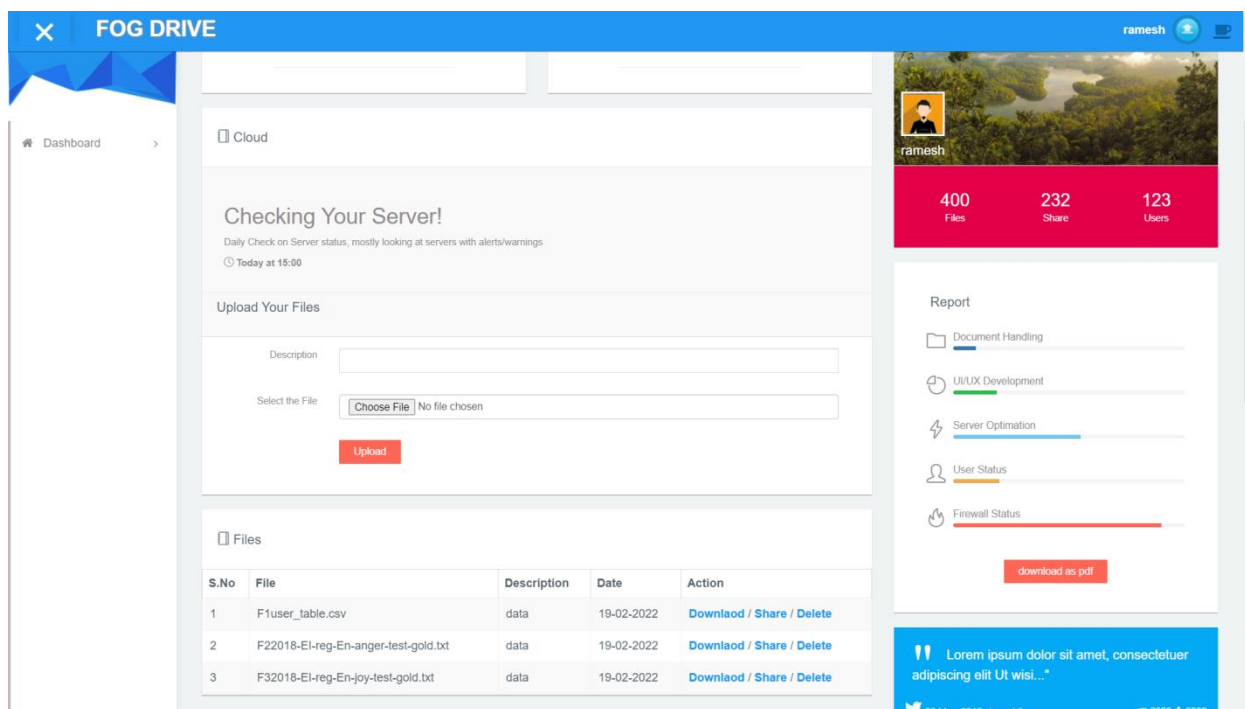 FOG DRIVE
ramesh
Dashboard
Cloud
Checking Your Server!
Daily Check on Server status, mostly looking at servers with alerts/warnings
Today at 15:00
Upload Your Files
Description
Select the File
Choose File No file chosen
Upload
Files
S.No File Description Date Action
1 F1user_table.csv data 19-02-2022 Downlaod / Share / Delete
2 F22018-EI-reg-En-anger-test-gold.txt data 19-02-2022 Downlaod / Share / Delete
3 F32018-EI-reg-En-joy-test-gold.txt data 19-02-2022 Downlaod / Share / Delete
ramesh
400 232 123
Files Share Users
Report
Document Handling
UI/UX Development
Server Optimation
User Status
Firewall Status
download as pdf
" Lorem ipsum dolor sit amet, consectetuer
adipiscing elit Ut wisi..."